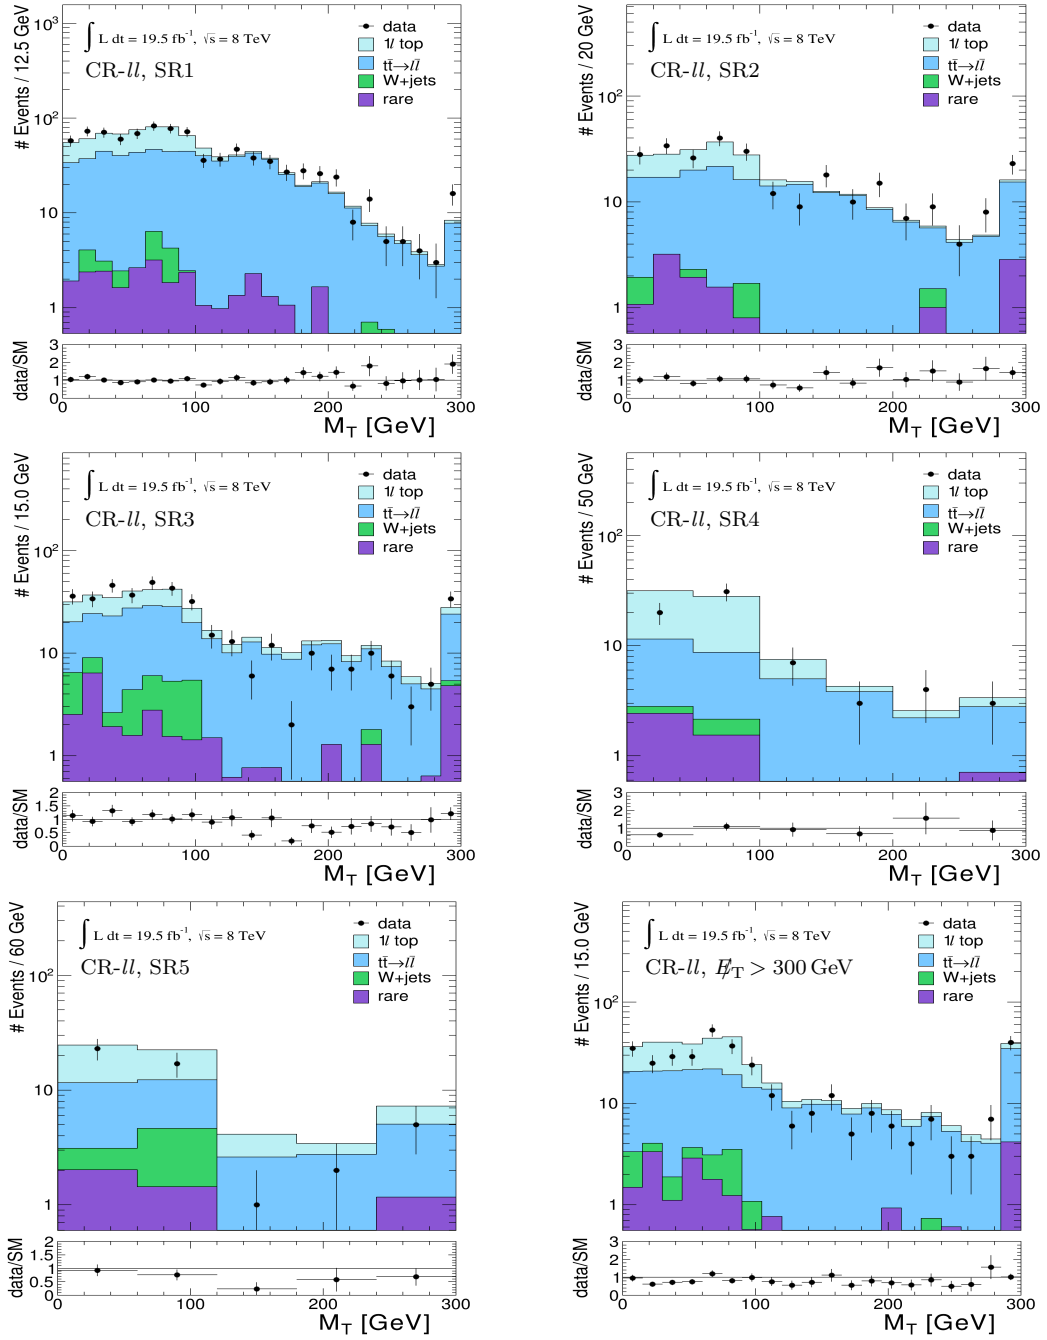 # Events / 12.5 GeV
10³
10²
10
1
∫ L dt = 19.5 fb⁻¹, √s = 8 TeV
CR-ll, SR1
data
1l top
tt̄→ll
W+jets
rare
data/SM
3
2
1
0
0 100 200 300
M_T [GeV]
# Events / 20 GeV
10²
10
1
∫ L dt = 19.5 fb⁻¹, √s = 8 TeV
CR-ll, SR2
data
1l top
tt̄→ll
W+jets
rare
data/SM
3
2
1
0
0 100 200 300
M_T [GeV]
# Events / 15.0 GeV
10²
10
1
∫ L dt = 19.5 fb⁻¹, √s = 8 TeV
CR-ll, SR3
data
1l top
tt̄→ll
W+jets
rare
data/SM
2
1.5
1
0.5
0
0 100 200 300
M_T [GeV]
# Events / 50 GeV
10²
10
1
∫ L dt = 19.5 fb⁻¹, √s = 8 TeV
CR-ll, SR4
data
1l top
tt̄→ll
W+jets
rare
data/SM
3
2
1
0
0 100 200 300
M_T [GeV]
# Events / 60 GeV
10²
10
1
∫ L dt = 19.5 fb⁻¹, √s = 8 TeV
CR-ll, SR5
data
1l top
tt̄→ll
W+jets
rare
data/SM
2
1.5
1
0.5
0
0 100 200 300
M_T [GeV]
# Events / 15.0 GeV
10²
10
1
∫ L dt = 19.5 fb⁻¹, √s = 8 TeV
CR-ll, E̸_T > 300 GeV
data
1l top
tt̄→ll
W+jets
rare
data/SM
3
2
1
0
0 100 200 300
M_T [GeV]